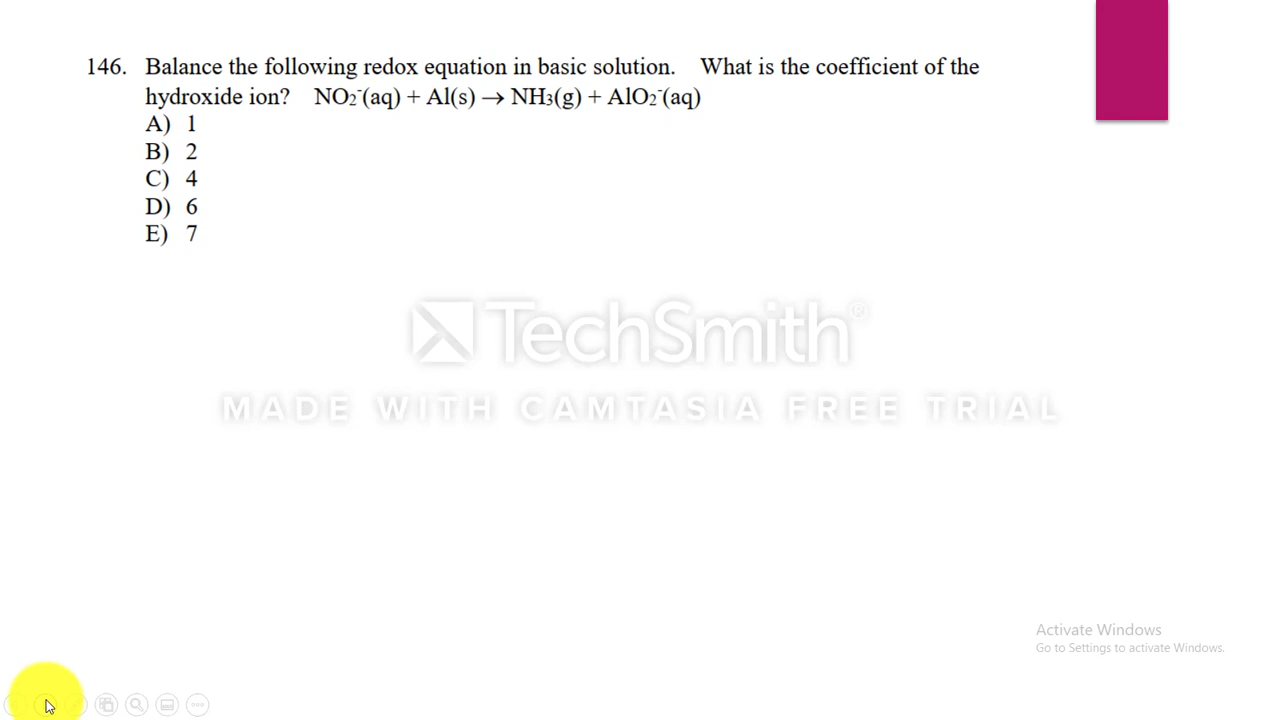 146. Balance the following redox equation in basic solution. What is the coefficient of the
hydroxide ion? NO₂⁻(aq) + Al(s) → NH₃(g) + AlO₂⁻(aq)
A) 1
B) 2
C) 4
D) 6
E) 7
TechSmith®
MADE WITH CAMTASIA FREE TRIAL
Activate Windows
Go to Settings to activate Windows.